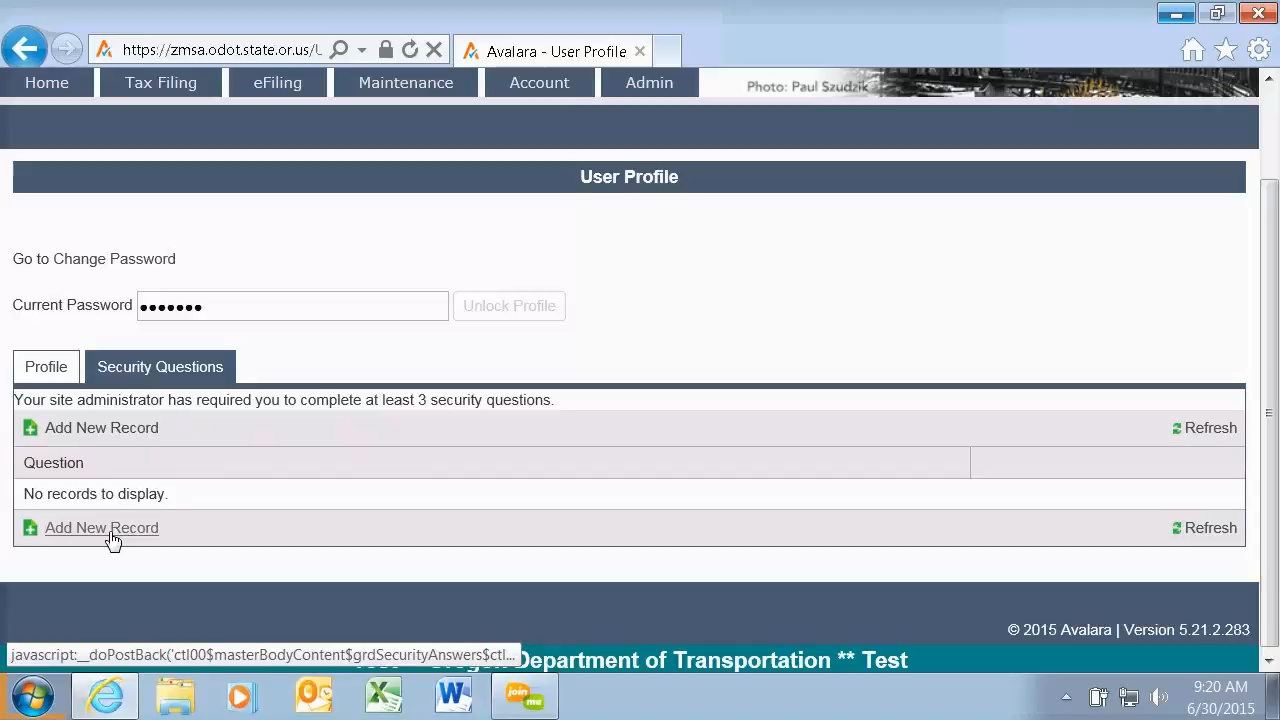 https://zmsa.odot.state.or.us/
Avalara - User Profile
Home Tax Filing eFiling Maintenance Account Admin
Photo: Paul Szudzik
User Profile
Go to Change Password
Current Password ●●●●●●● Unlock Profile
Profile Security Questions
Your site administrator has required you to complete at least 3 security questions.
Add New Record Refresh
Question
No records to display.
Add New Record Refresh
© 2015 Avalara | Version 5.21.2.283
javascript:__doPostBack('ctl00$masterBodyContent$grdSecurityAnswers$ctl...
Department of Transportation ** Test
join me
9:20 AM
6/30/2015